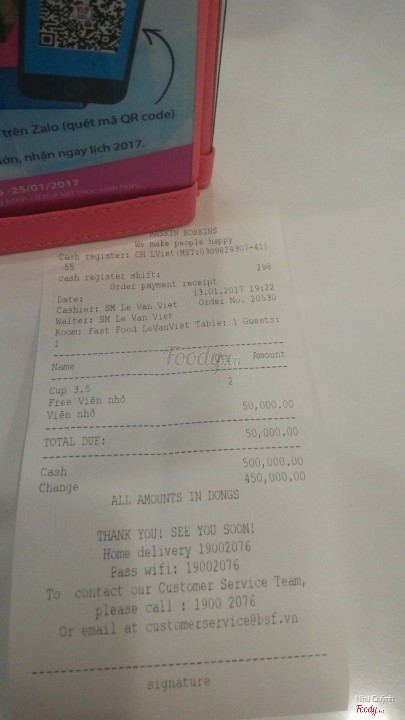 trên Zalo (quét mã QR code)
nhận ngay lịch 2017.
-25/01/2017
BASKIN ROBBINS
We make people happy
Cash register: CH LViet(MST:0309829307-41)
55
cash register shift: 298
Order payment receipt
Date: 13.01.2017 19:22
Cashier: SM Le Van Viet Order No. 20530
Waiter: SM Le Van Viet
Room: Fast Food LeVanViet Table: 1 Guests:
1
Name Qty Amount
Foody.vn
Cup 3.5 2
Free Viên nhỏ
Viên nhỏ 50,000.00
TOTAL DUE: 50,000.00
Cash 500,000.00
Change 450,000.00
ALL AMOUNTS IN DONGS
THANK YOU! SEE YOU SOON!
Home delivery 19002076
Pass wifi: 19002076
To contact our Customer Service Team,
please call : 1900 2076
Or email at customerservice@bsf.vn
signature
Như Quỳnh
Foody.vn